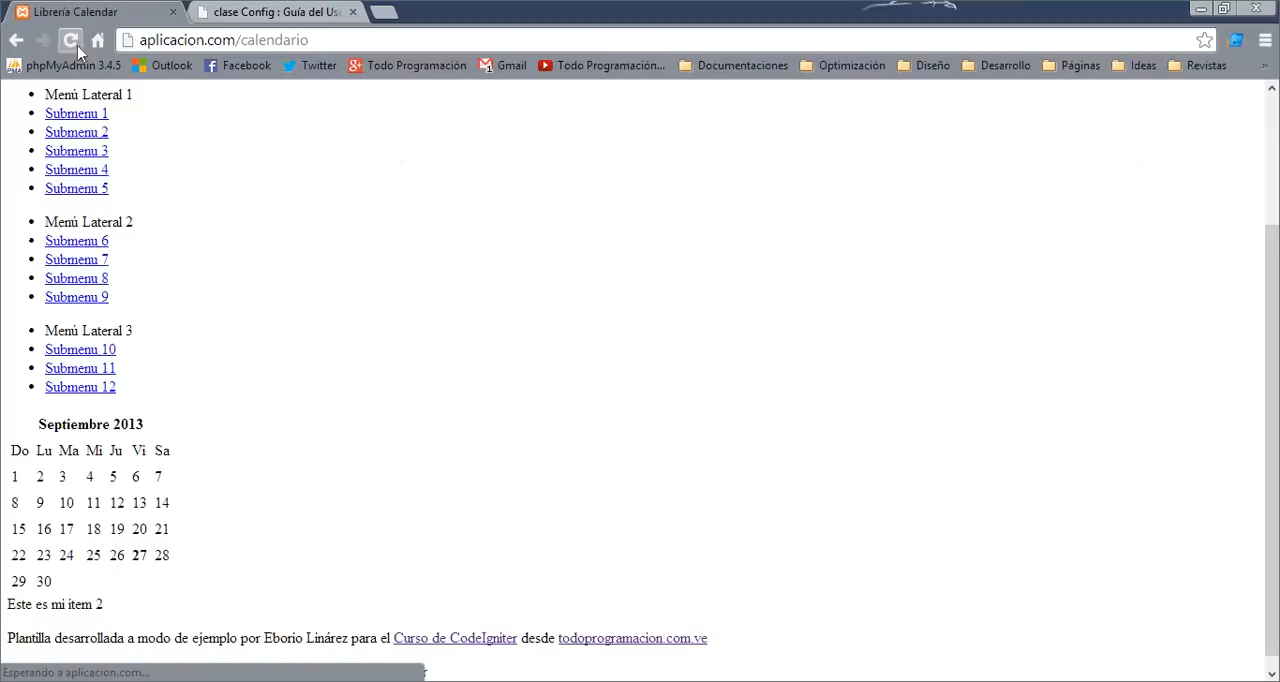 Librería Calendar
clase Config : Guía del Usu
aplicacion.com/calendario
phpMyAdmin 3.4.5 Outlook Facebook Twitter Todo Programación Gmail Todo Programación... Documentaciones Optimización Diseño Desarrollo Páginas Ideas Revistas »
Menú Lateral 1
Submenu 1
Submenu 2
Submenu 3
Submenu 4
Submenu 5
Menú Lateral 2
Submenu 6
Submenu 7
Submenu 8
Submenu 9
Menú Lateral 3
Submenu 10
Submenu 11
Submenu 12
Septiembre 2013
Do Lu Ma Mi Ju Vi Sa
1 2 3 4 5 6 7
8 9 10 11 12 13 14
15 16 17 18 19 20 21
22 23 24 25 26 27 28
29 30
Este es mi item 2
Plantilla desarrollada a modo de ejemplo por Eborio Linárez para el Curso de CodeIgniter desde todoprogramacion.com.ve
Esperando a aplicacion.com...